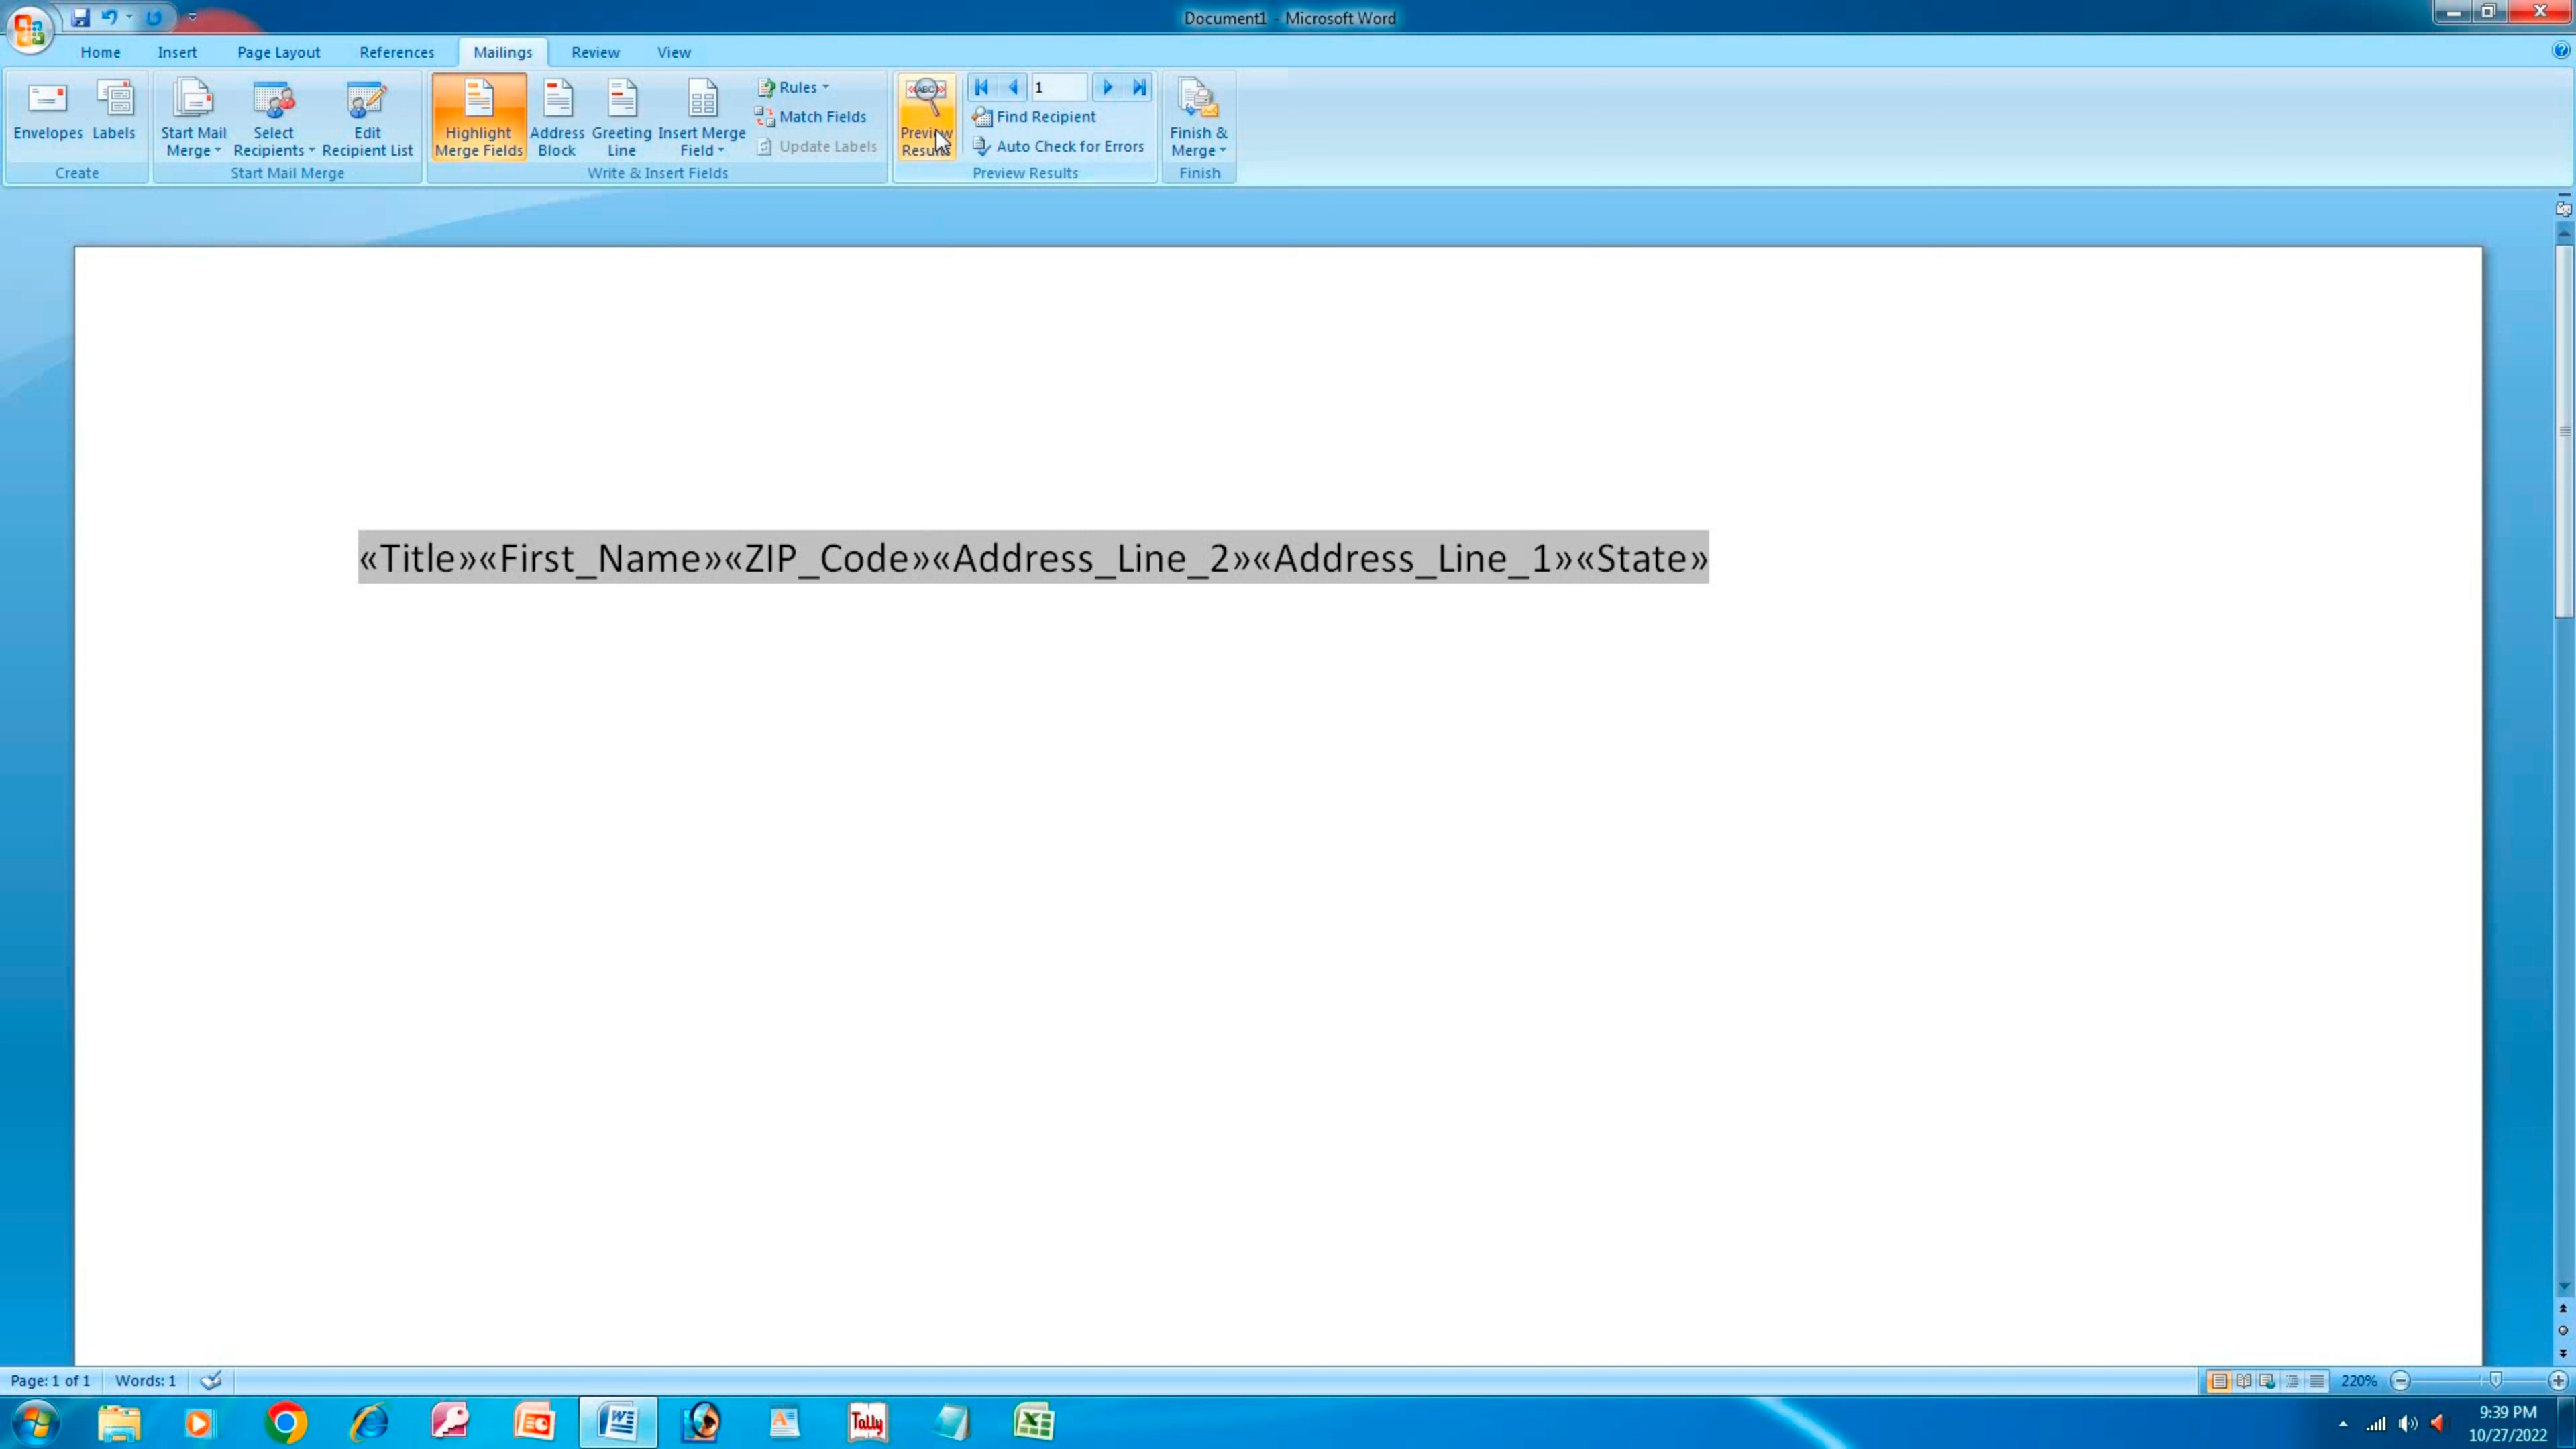 Document1 - Microsoft Word
Home Insert Page Layout References Mailings Review View
Envelopes Labels
Create
Start Mail Merge Select Recipients Edit Recipient List
Start Mail Merge
Highlight Merge Fields Address Block Greeting Line Insert Merge Field
Rules
Match Fields
Update Labels
Write & Insert Fields
«ABC»
Preview Results
1
Find Recipient
Auto Check for Errors
Preview Results
Finish & Merge
Finish
«Title»«First_Name»«ZIP_Code»«Address_Line_2»«Address_Line_1»«State»
Page: 1 of 1 Words: 1
220%
Tally
9:39 PM
10/27/2022